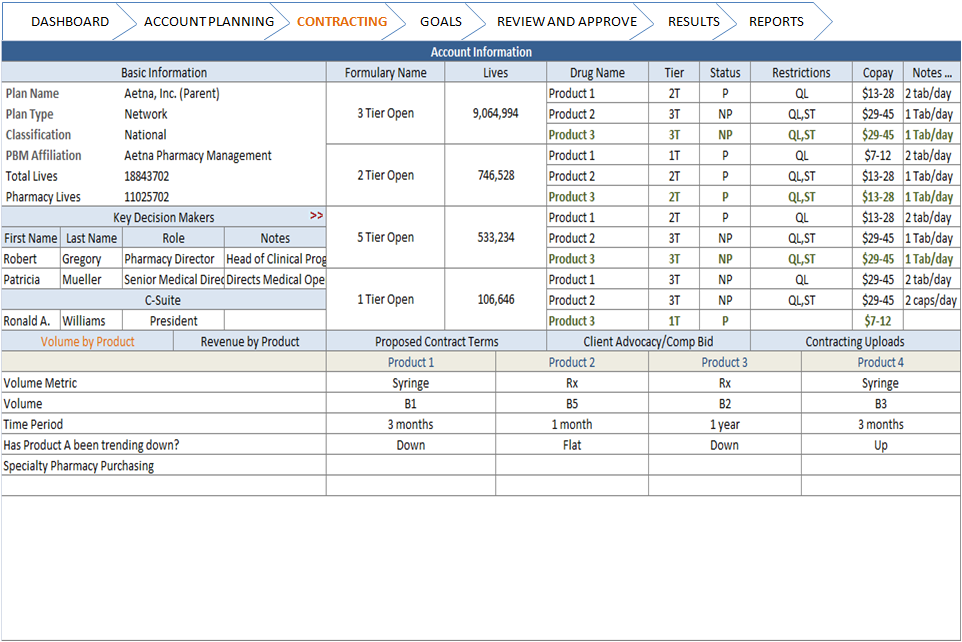 DASHBOARD ACCOUNT PLANNING CONTRACTING GOALS REVIEW AND APPROVE RESULTS REPORTS
Account Information
Basic Information Formulary Name Lives Drug Name Tier Status Restrictions Copay Notes ...
Plan Name Aetna, Inc. (Parent) Product 1 2T P QL $13-28 2 tab/day
Plan Type Network 3 Tier Open 9,064,994 Product 2 3T NP QL,ST $29-45 1 Tab/day
Classification National Product 3 3T NP QL,ST $29-45 1 Tab/day
PBM Affiliation Aetna Pharmacy Management Product 1 1T P QL $7-12 2 tab/day
Total Lives 18843702 2 Tier Open 746,528 Product 2 2T P QL,ST $13-28 1 Tab/day
Pharmacy Lives 11025702 Product 3 2T P QL,ST $13-28 1 Tab/day
Key Decision Makers >> Product 1 2T P QL $13-28 2 tab/day
First Name Last Name Role Notes 5 Tier Open 533,234 Product 2 3T NP QL,ST $29-45 1 Tab/day
Robert Gregory Pharmacy Director Head of Clinical Prog Product 3 3T NP QL,ST $29-45 1 Tab/day
Patricia Mueller Senior Medical Direc Directs Medical Ope Product 1 3T NP QL $29-45 2 tab/day
C-Suite 1 Tier Open 106,646 Product 2 3T NP QL,ST $29-45 2 caps/day
Ronald A. Williams President Product 3 1T P $7-12
Volume by Product Revenue by Product Proposed Contract Terms Client Advocacy/Comp Bid Contracting Uploads
Product 1 Product 2 Product 3 Product 4
Volume Metric Syringe Rx Rx Syringe
Volume B1 B5 B2 B3
Time Period 3 months 1 month 1 year 3 months
Has Product A been trending down? Down Flat Down Up
Specialty Pharmacy Purchasing